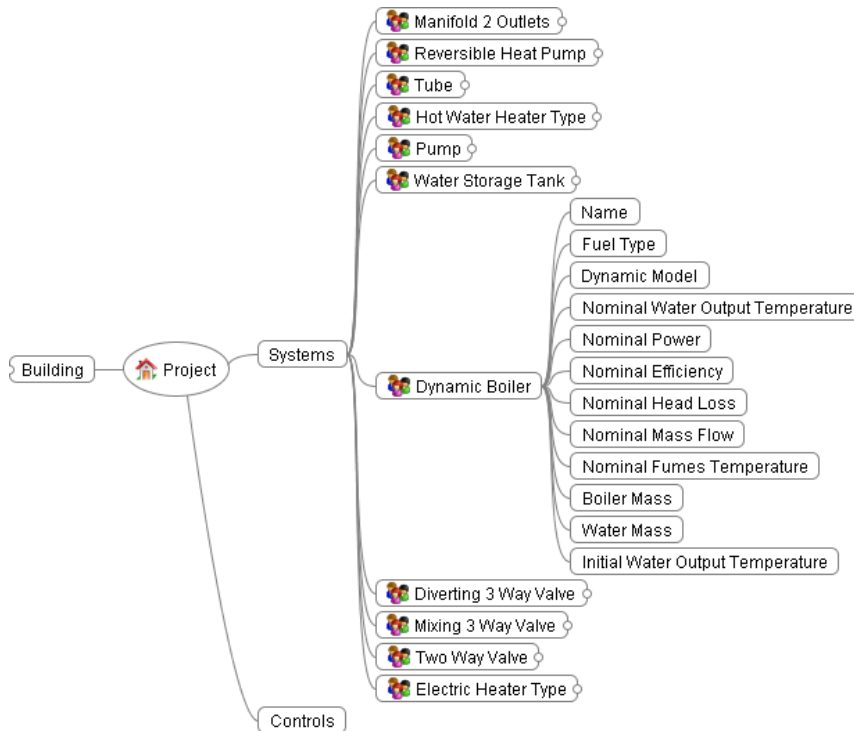 Manifold 2 Outlets
Reversible Heat Pump
Tube
Hot Water Heater Type
Pump
Water Storage Tank
Name
Fuel Type
Dynamic Model
Nominal Water Output Temperature
Nominal Power
Building
Project
Systems
Dynamic Boiler
Nominal Efficiency
Nominal Head Loss
Nominal Mass Flow
Nominal Fumes Temperature
Boiler Mass
Water Mass
Initial Water Output Temperature
Diverting 3 Way Valve
Mixing 3 Way Valve
Two Way Valve
Electric Heater Type
Controls